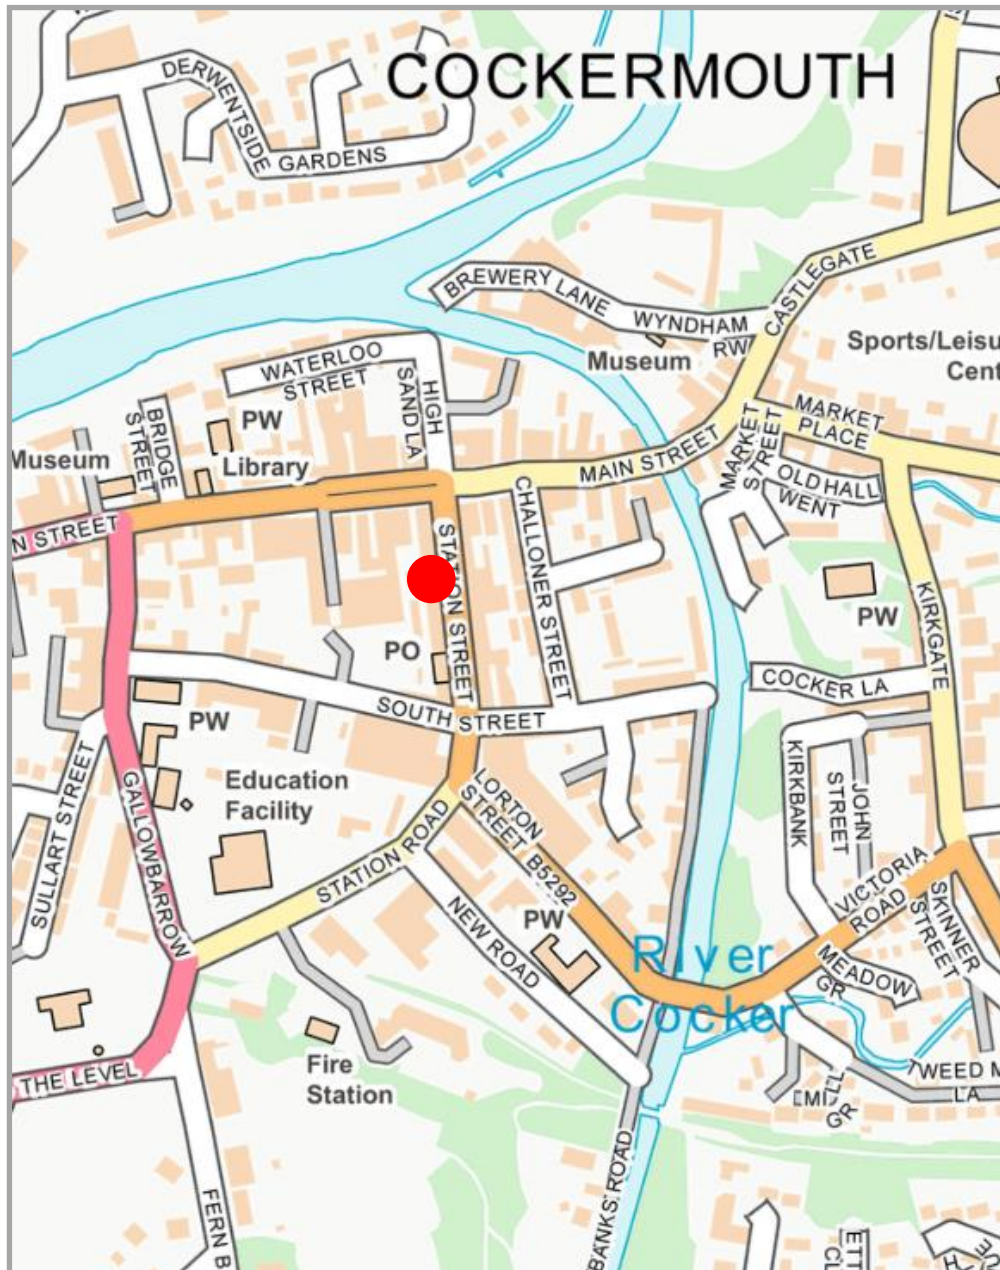 COCKERMOUTH
DERWENTSIDE
GARDENS
BREWERY LANE
WYNDHAM
RW
CASTLEGATE
Museum
Sports/Leisu
Cent
WATERLOO
STREET
HIGH
SAND LA
BRIDGE
STREET
PW
Museum
Library
MAIN STREET
MARKET
PLACE
MARKET
STREET
OLD HALL
WENT
N STREET
STATION STREET
CHALLONER STREET
PW
KIRKGATE
PO
COCKER LA
SOUTH STREET
PW
GALLOWBARROW
SULLART STREET
Education
Facility
LORTON
STREET B5292
STATION ROAD
KIRKBANK
JOHN
STREET
VICTORIA
ROAD
SKINNER
STREET
NEW ROAD
PW
River
Cocker
MEADOW
GR
Fire
Station
THE LEVEL
MILL
GR
TWEED M
LA
FERN B
BANKS ROAD
ETT
CL